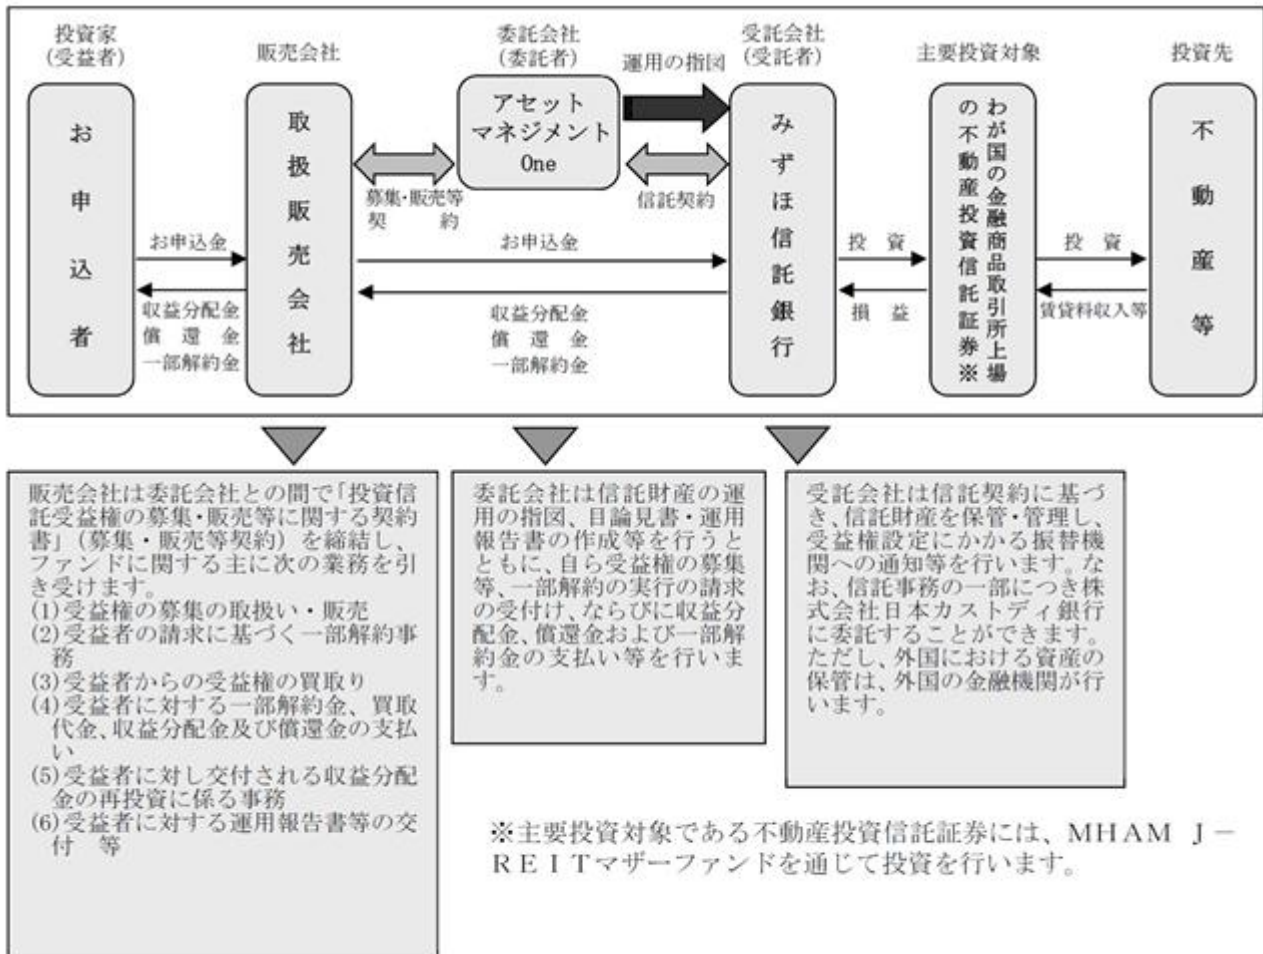 投資家
(受益者)
販売会社
委託会社
(委託者)
運用の指図
受託会社
(受託者)
主要投資対象
投資先
お申込者
取扱販売会社
アセット
マネジメント
One
みずほ信託銀行
わが国の金融商品取引所上場
の不動産投資信託証券※
不動産等
募集・販売等
契約
信託契約
お申込金
収益分配金
償還金
一部解約金
お申込金
収益分配金
償還金
一部解約金
投資
損益
投資
賃貸料収入等
販売会社は委託会社との間で「投資信
託受益権の募集・販売等に関する契約
書」(募集・販売等契約)を締結し、
ファンドに関する主に次の業務を引
き受けます。
(1)受益権の募集の取扱い・販売
(2)受益者の請求に基づく一部解約事
務
(3)受益者からの受益権の買取り
(4)受益者に対する一部解約金、買取
代金、収益分配金及び償還金の支払
い
(5)受益者に対し交付される収益分配
金の再投資に係る事務
(6)受益者に対する運用報告書等の交
付 等
委託会社は信託財産の運
用の指図、目論見書・運用
報告書の作成等を行うと
ともに、自ら受益権の募集
等、一部解約の実行の請求
の受付け、ならびに収益分
配金、償還金および一部解
約金の支払い等を行いま
す。
受託会社は信託契約に基づ
き、信託財産を保管・管理し、
受益権設定にかかる振替機
関への通知等を行います。な
お、信託事務の一部につき株
式会社日本カストディ銀行
に委託することができます。
ただし、外国における資産の
保管は、外国の金融機関が行
います。
※主要投資対象である不動産投資信託証券には、MHAM J-
REITマザーファンドを通じて投資を行います。